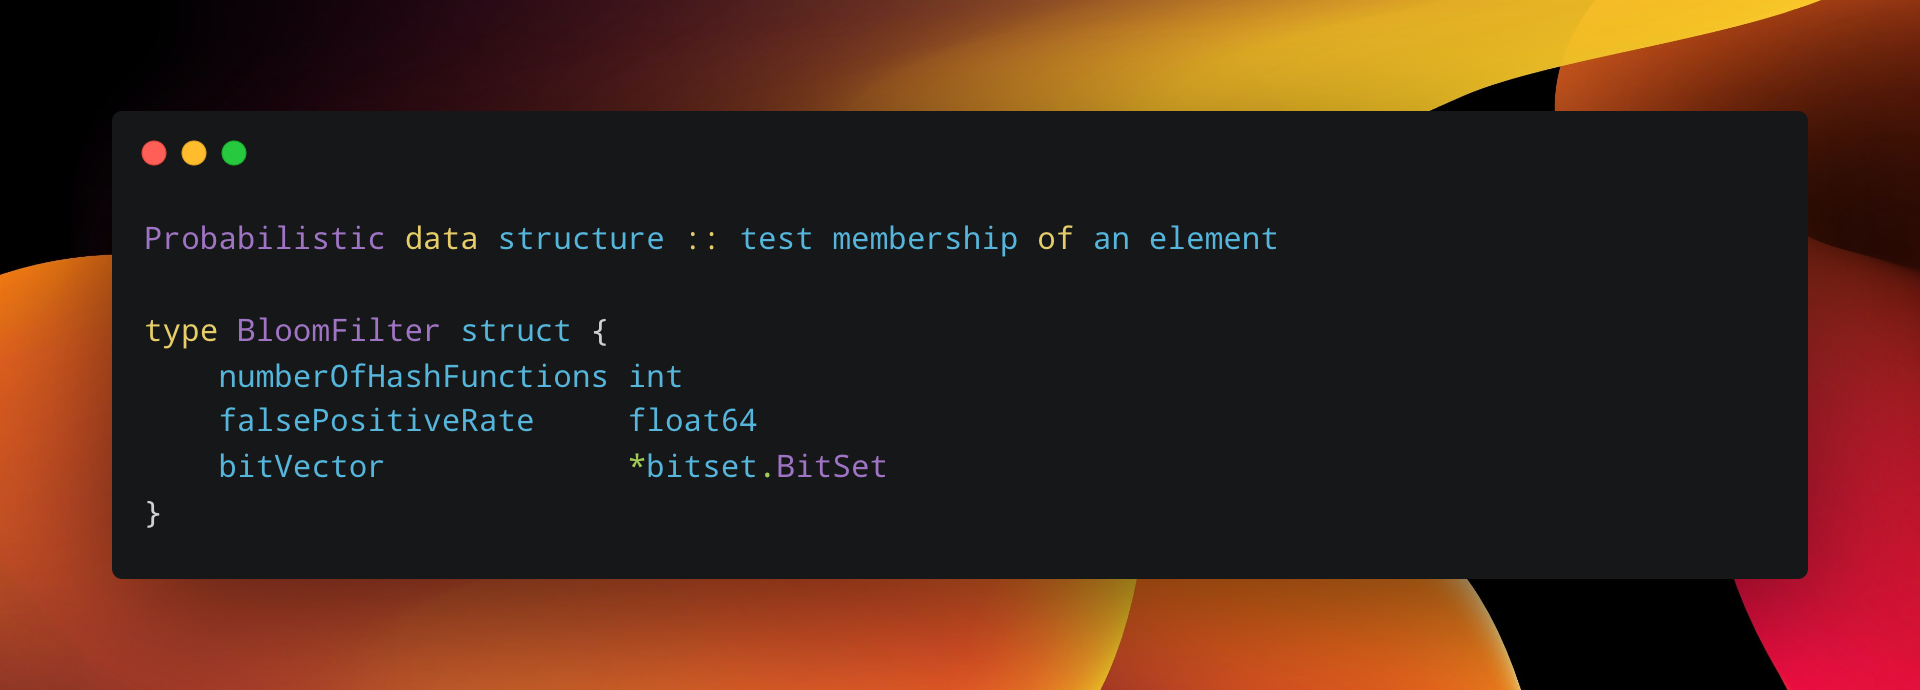 Probabilistic data structure :: test membership of an element
type BloomFilter struct {
    numberOfHashFunctions int
    falsePositiveRate     float64
    bitVector             *bitset.BitSet
}